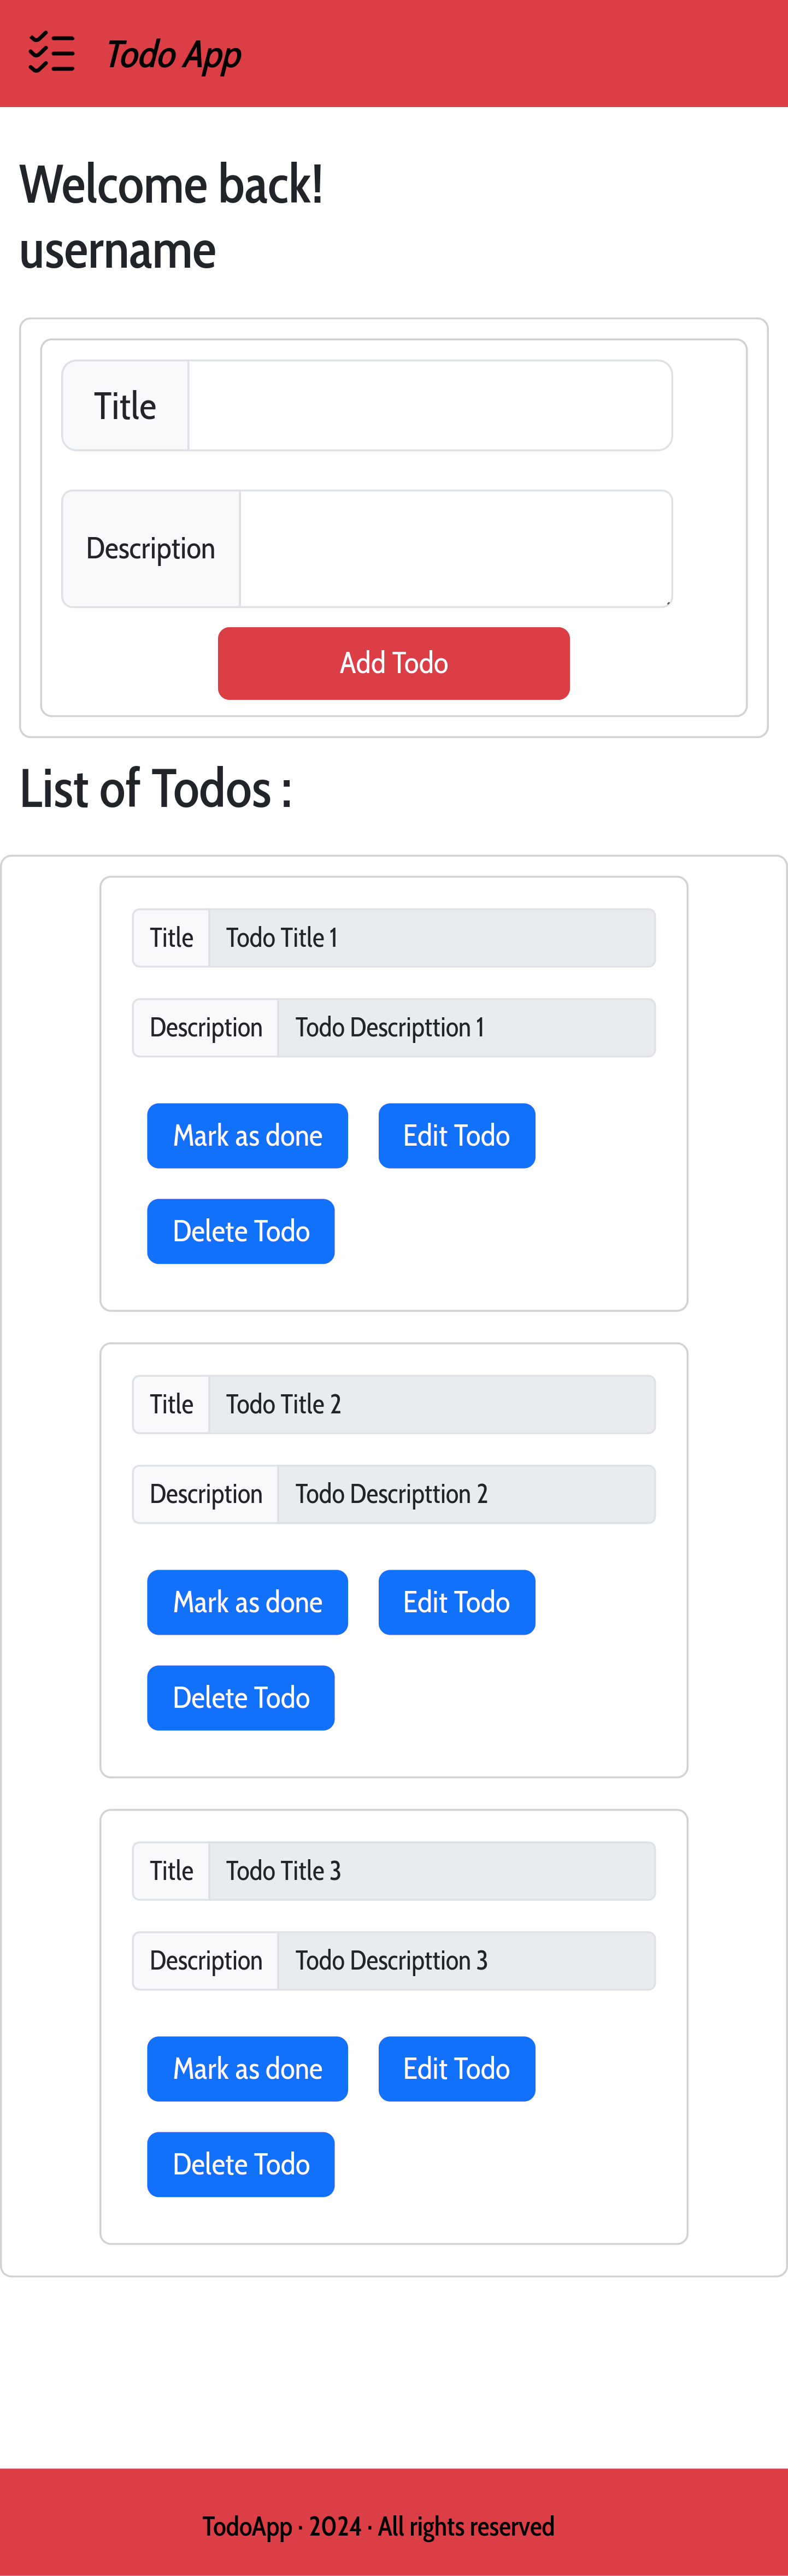 Todo App
Welcome back!
username
Title
Description
Add Todo
List of Todos :
Title Todo Title 1
Description Todo Descripttion 1
Mark as done Edit Todo
Delete Todo
Title Todo Title 2
Description Todo Descripttion 2
Mark as done Edit Todo
Delete Todo
Title Todo Title 3
Description Todo Descripttion 3
Mark as done Edit Todo
Delete Todo
TodoApp · 2024 · All rights reserved